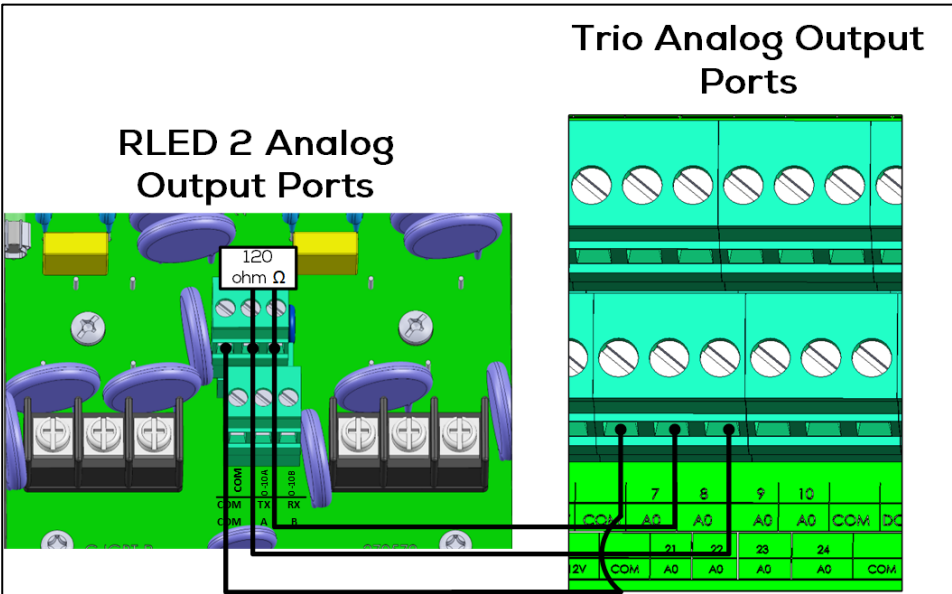 Trio Analog Output
Ports
RLED 2 Analog
Output Ports
120
ohm Ω
COM 0-10A 0-10B
COM TX RX
COM A B
7 8 9 10
COM A0 A0 A0 A0 COM DC
21 22 23 24
12V COM A0 A0 A0 A0 COM